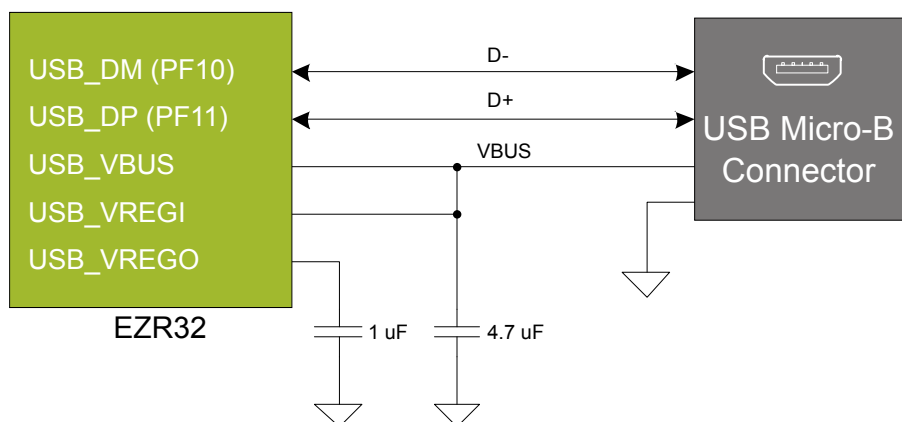 USB_DM (PF10)
USB_DP (PF11)
USB_VBUS
USB_VREGI
USB_VREGO
EZR32
D-
D+
VBUS
1 uF
4.7 uF
USB Micro-B
Connector